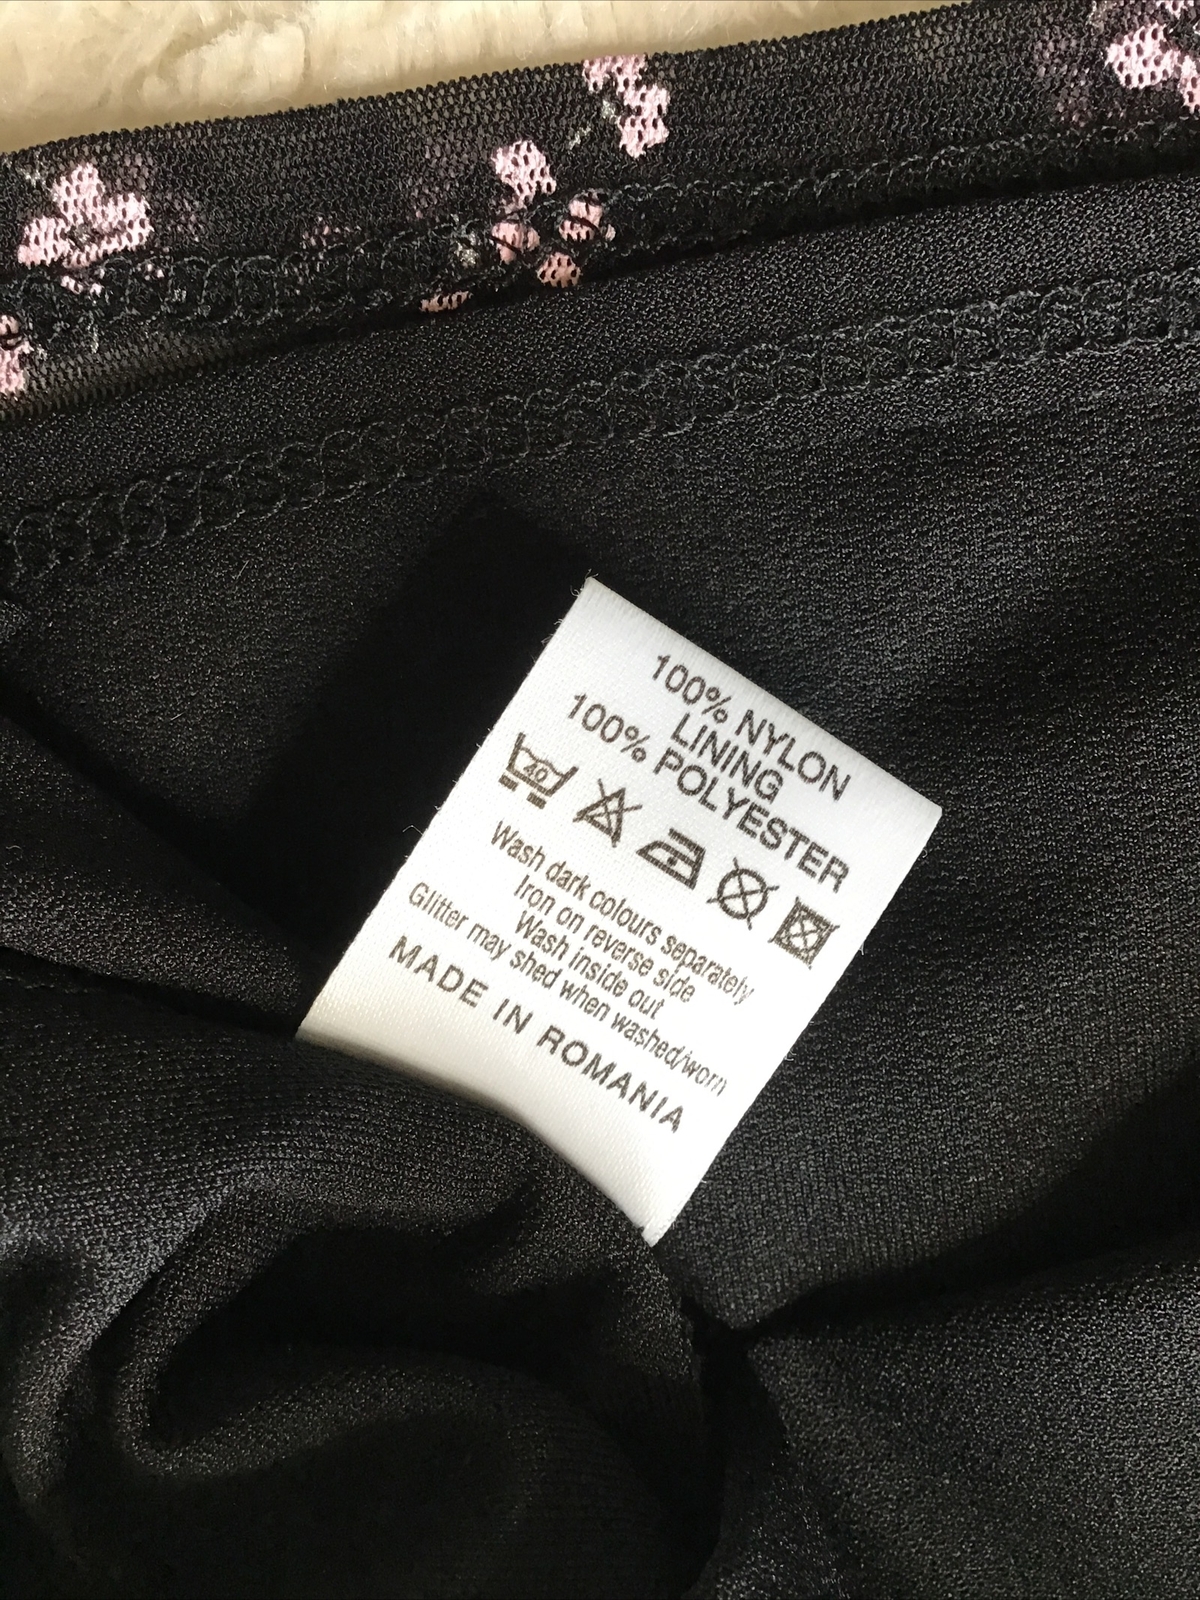 100% NYLON
LINING
100% POLYESTER
40
Wash dark colours separately
Iron on reverse side
Wash inside out
Glitter may shed when washed/worn
MADE IN ROMANIA